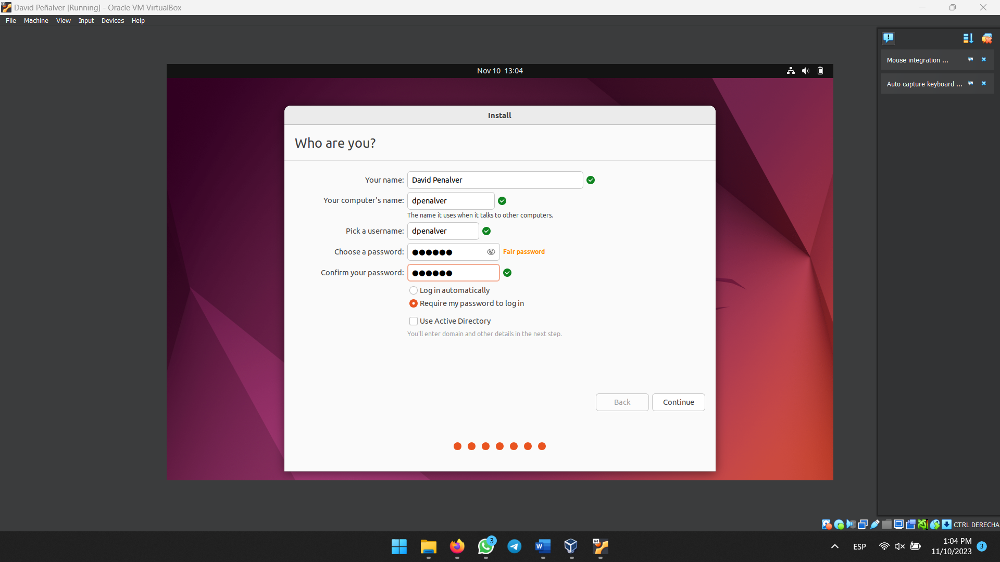 David Peñalver [Running] - Oracle VM VirtualBox
File Machine View Input Devices Help
Mouse integration ...
Auto capture keyboard ...
Nov 10 13:04
Install
Who are you?
Your name: David Penalver
Your computer's name: dpenalver
The name it uses when it talks to other computers.
Pick a username: dpenalver
Choose a password: ●●●●●● Fair password
Confirm your password: ●●●●●●
Log in automatically
Require my password to log in
Use Active Directory
You'll enter domain and other details in the next step.
Back Continue
CTRL DERECHA
3
ESP
1:04 PM
11/10/2023
3
64
W